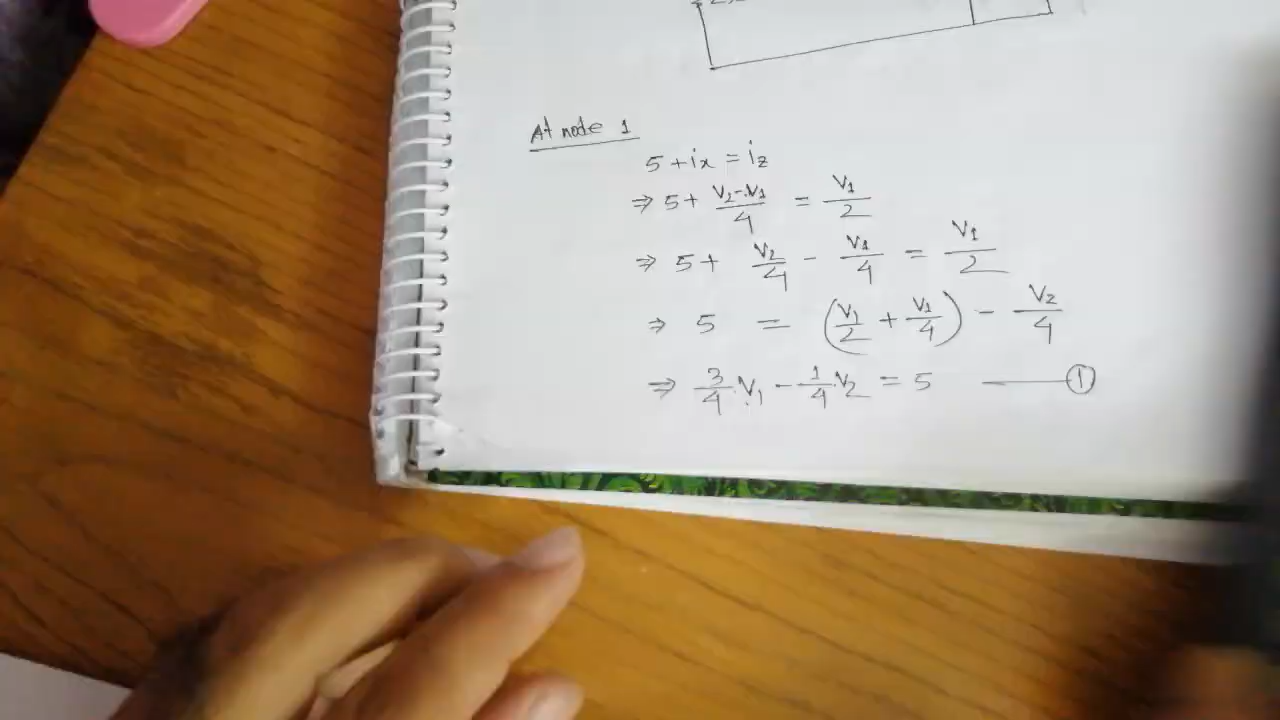 At node 1
5 + ix = i2
⇒ 5 + (V2 - V1)/4 = V1/2
⇒ 5 + V2/4 - V1/4 = V1/2
⇒ 5 = (V1/2 + V1/4) - V2/4
⇒ 3/4 V1 - 1/4 V2 = 5 —— ①